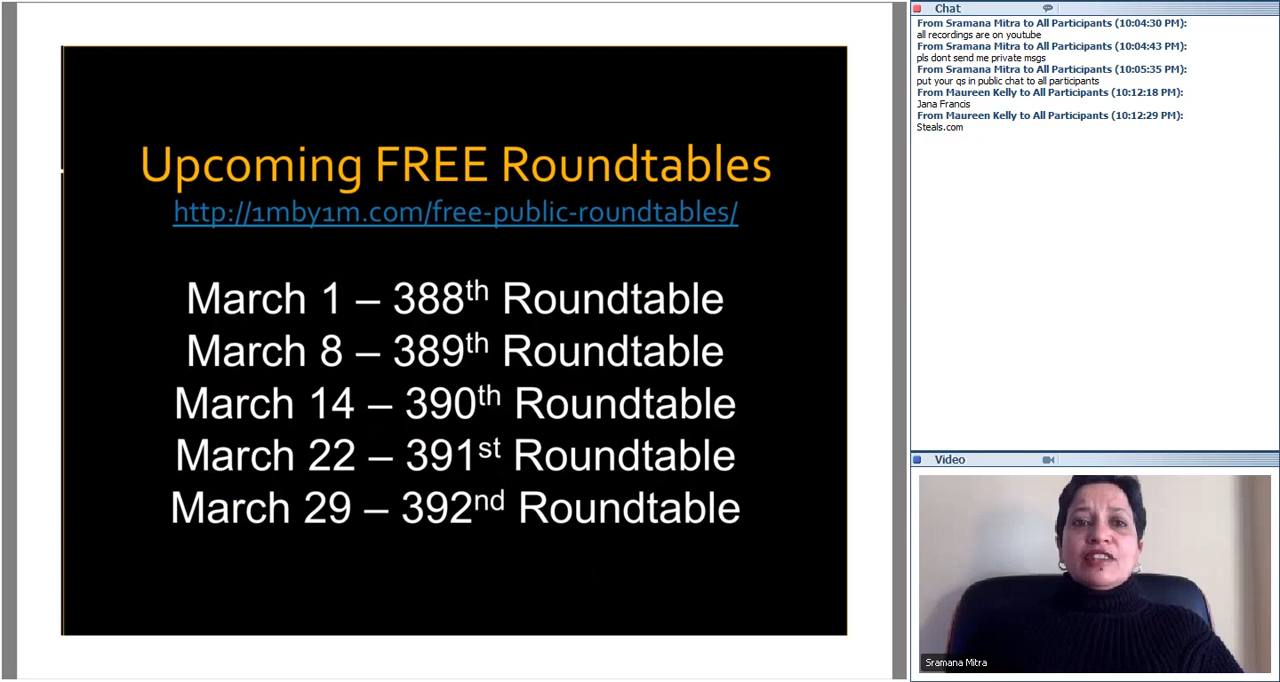 Upcoming FREE Roundtables
http://1mby1m.com/free-public-roundtables/
March 1 – 388th Roundtable
March 8 – 389th Roundtable
March 14 – 390th Roundtable
March 22 – 391st Roundtable
March 29 – 392nd Roundtable
Chat
From Sramana Mitra to All Participants (10:04:30 PM):
all recordings are on youtube
From Sramana Mitra to All Participants (10:04:43 PM):
pls dont send me private msgs
From Sramana Mitra to All Participants (10:05:35 PM):
put your qs in public chat to all participants
From Maureen Kelly to All Participants (10:12:18 PM):
Jana Francis
From Maureen Kelly to All Participants (10:12:29 PM):
Steals.com
Video
Sramana Mitra